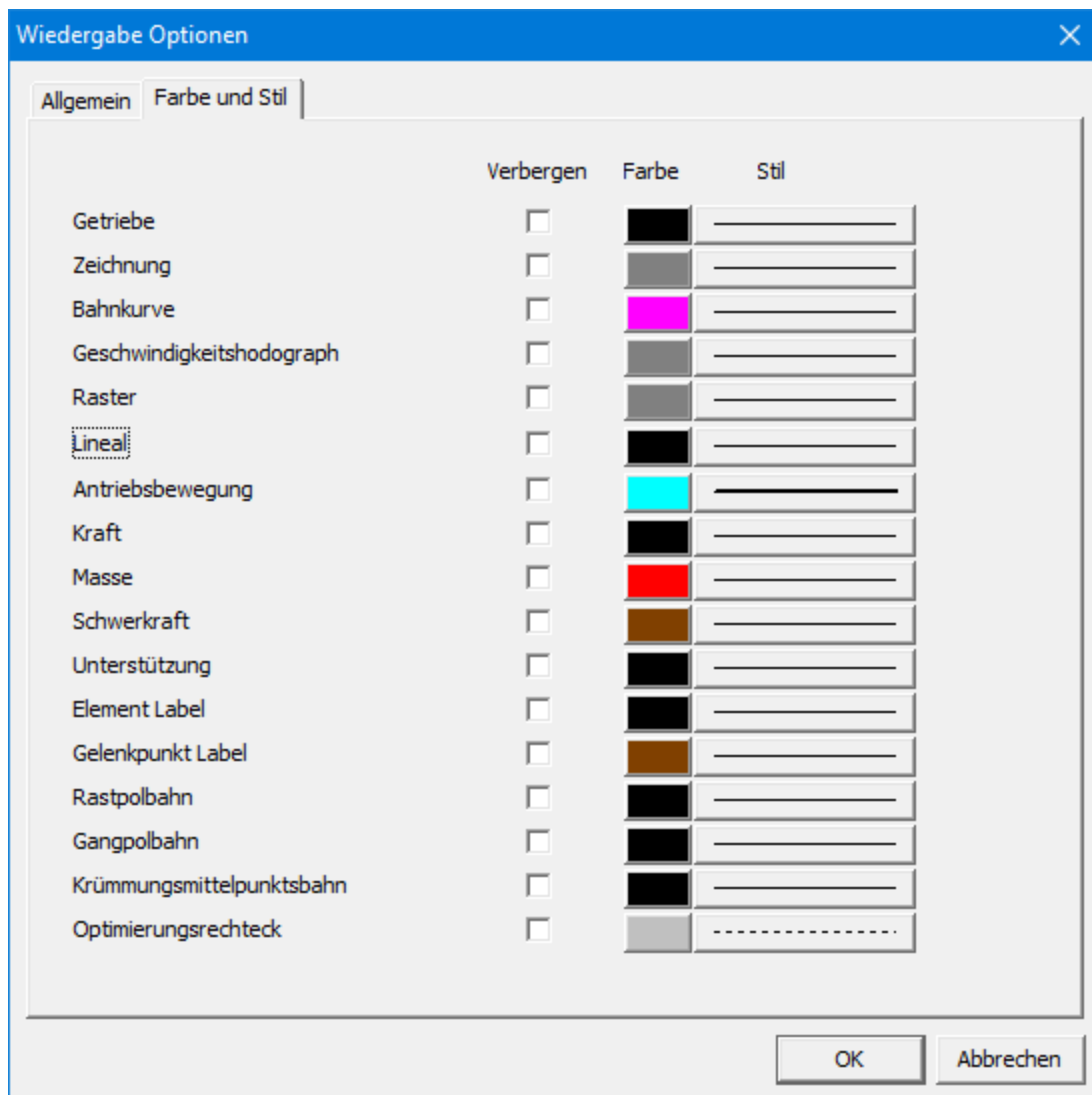 Wiedergabe Optionen
Allgemein Farbe und Stil
Verbergen Farbe Stil
Getriebe
Zeichnung
Bahnkurve
Geschwindigkeitshodograph
Raster
Lineal
Antriebsbewegung
Kraft
Masse
Schwerkraft
Unterstützung
Element Label
Gelenkpunkt Label
Rastpolbahn
Gangpolbahn
Krümmungsmittelpunktsbahn
Optimierungsrechteck
OK Abbrechen